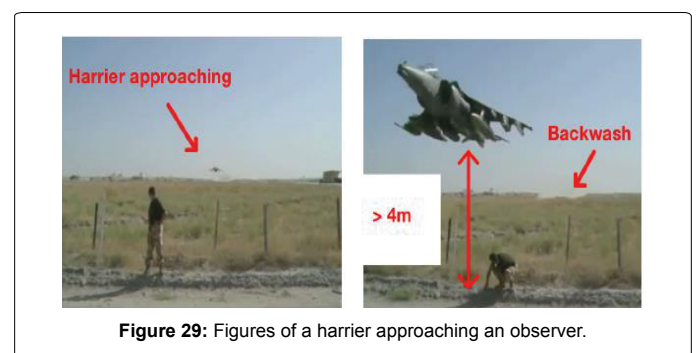 Harrier approaching
Backwash
> 4m
Figure 29: Figures of a harrier approaching an observer.